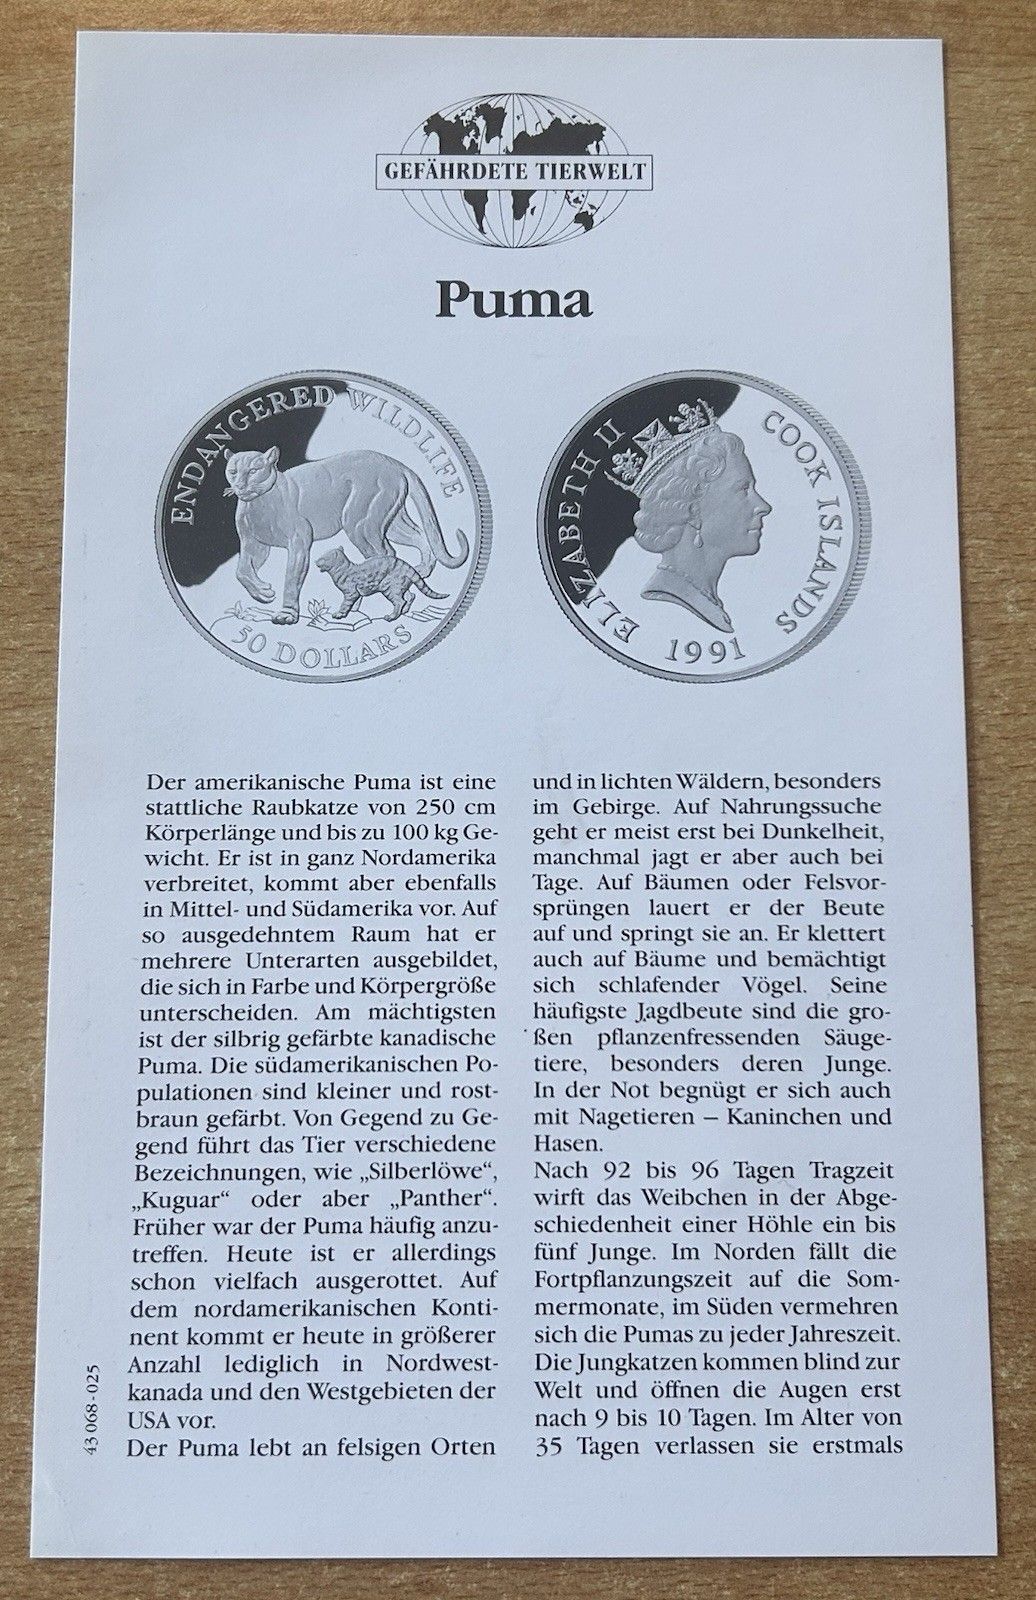 GEFÄHRDETE TIERWELT
Puma
ENDANGERED WILDLIFE
50 DOLLARS
ELIZABETH II
COOK ISLANDS
1991
Der amerikanische Puma ist eine
stattliche Raubkatze von 250 cm
Körperlänge und bis zu 100 kg Ge-
wicht. Er ist in ganz Nordamerika
verbreitet, kommt aber ebenfalls
in Mittel- und Südamerika vor. Auf
so ausgedehntem Raum hat er
mehrere Unterarten ausgebildet,
die sich in Farbe und Körpergröße
unterscheiden. Am mächtigsten
ist der silbrig gefärbte kanadische
Puma. Die südamerikanischen Po-
pulationen sind kleiner und rost-
braun gefärbt. Von Gegend zu Ge-
gend führt das Tier verschiedene
Bezeichnungen, wie „Silberlöwe“,
„Kuguar“ oder aber „Panther“.
Früher war der Puma häufig anzu-
treffen. Heute ist er allerdings
schon vielfach ausgerottet. Auf
dem nordamerikanischen Konti-
nent kommt er heute in größerer
Anzahl lediglich in Nordwest-
kanada und den Westgebieten der
USA vor.
Der Puma lebt an felsigen Orten
und in lichten Wäldern, besonders
im Gebirge. Auf Nahrungssuche
geht er meist erst bei Dunkelheit,
manchmal jagt er aber auch bei
Tage. Auf Bäumen oder Felsvor-
sprüngen lauert er der Beute
auf und springt sie an. Er klettert
auch auf Bäume und bemächtigt
sich schlafender Vögel. Seine
häufigste Jagdbeute sind die gro-
ßen pflanzenfressenden Säuge-
tiere, besonders deren Junge.
In der Not begnügt er sich auch
mit Nagetieren – Kaninchen und
Hasen.
Nach 92 bis 96 Tagen Tragzeit
wirft das Weibchen in der Abge-
schiedenheit einer Höhle ein bis
fünf Junge. Im Norden fällt die
Fortpflanzungszeit auf die Som-
mermonate, im Süden vermehren
sich die Pumas zu jeder Jahreszeit.
Die Jungkatzen kommen blind zur
Welt und öffnen die Augen erst
nach 9 bis 10 Tagen. Im Alter von
35 Tagen verlassen sie erstmals
43 068-025